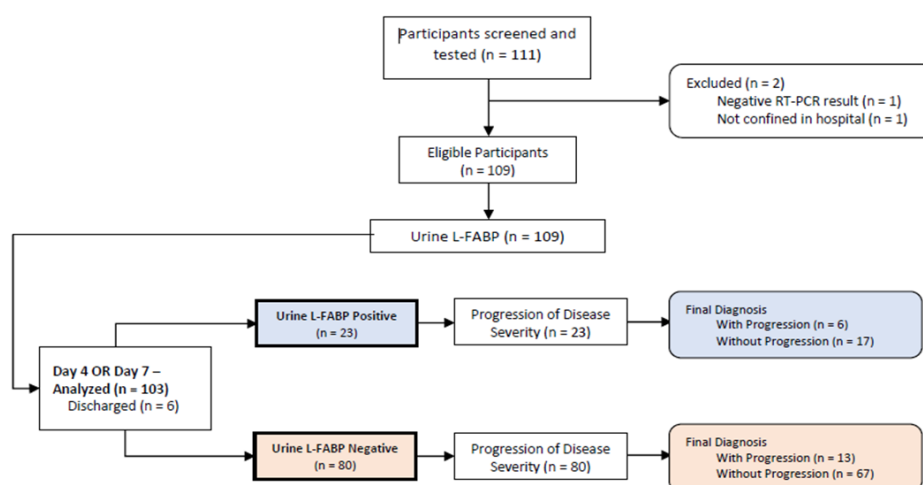 Participants screened and
tested (n = 111)
Excluded (n = 2)
Negative RT-PCR result (n = 1)
Not confined in hospital (n = 1)
Eligible Participants
(n = 109)
Urine L-FABP (n = 109)
Urine L-FABP Positive
(n = 23)
Progression of Disease
Severity (n = 23)
Final Diagnosis
With Progression (n = 6)
Without Progression (n = 17)
Day 4 OR Day 7 –
Analyzed (n = 103)
Discharged (n = 6)
Urine L-FABP Negative
(n = 80)
Progression of Disease
Severity (n = 80)
Final Diagnosis
With Progression (n = 13)
Without Progression (n = 67)